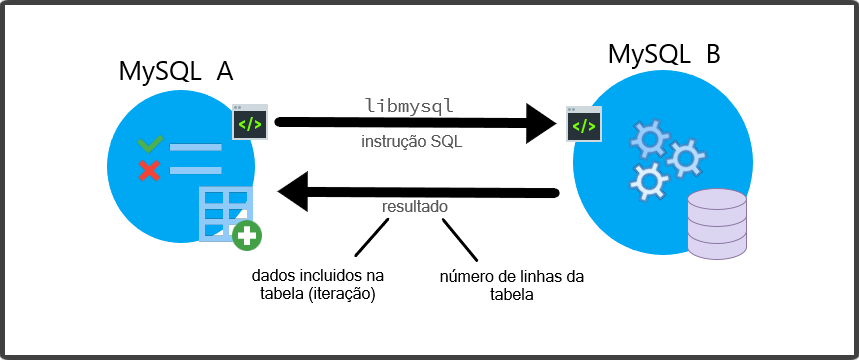 MySQL A
MySQL B
libmysql
</>
</>
instrução SQL
resultado
dados incluidos na
tabela (iteração)
número de linhas da
tabela